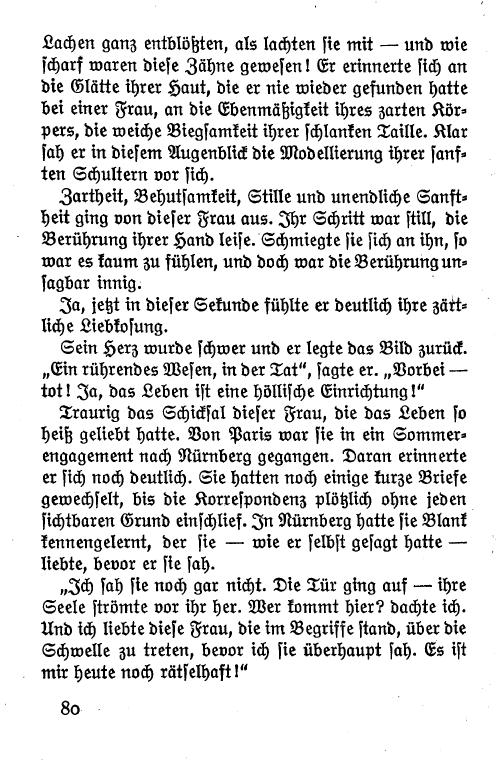 Lachen ganz entblößten, als lachten sie mit — und wie
scharf waren diese Zähne gewesen! Er erinnerte sich an
die Glätte ihrer Haut, die er nie wieder gefunden hatte
bei einer Frau, an die Ebenmäßigkeit ihres zarten Kör-
pers, die weiche Biegsamkeit ihrer schlanken Taille. Klar
sah er in diesem Augenblick die Modellierung ihrer sanf-
ten Schultern vor sich.
Zartheit, Behutsamkeit, Stille und unendliche Sanft-
heit ging von dieser Frau aus. Ihr Schritt war still, die
Berührung ihrer Hand leise. Schmiegte sie sich an ihn, so
war es kaum zu fühlen, und doch war die Berührung un-
sagbar innig.
Ja, jetzt in dieser Sekunde fühlte er deutlich ihre zärt-
liche Liebkosung.
Sein Herz wurde schwer und er legte das Bild zurück.
„Ein rührendes Wesen, in der Tat“, sagte er. „Vorbei —
tot! Ja, das Leben ist eine höllische Einrichtung!“
Traurig das Schicksal dieser Frau, die das Leben so
heiß geliebt hatte. Von Paris war sie in ein Sommer-
engagement nach Nürnberg gegangen. Daran erinnerte
er sich noch deutlich. Sie hatten noch einige kurze Briefe
gewechselt, bis die Korrespondenz plötzlich ohne jeden
sichtbaren Grund einschlief. In Nürnberg hatte sie Blank
kennengelernt, der sie — wie er selbst gesagt hatte —
liebte, bevor er sie sah.
„Ich sah sie noch gar nicht. Die Tür ging auf — ihre
Seele strömte vor ihr her. Wer kommt hier? dachte ich.
Und ich liebte diese Frau, die im Begriffe stand, über die
Schwelle zu treten, bevor ich sie überhaupt sah. Es ist
mir heute noch rätselhaft!“
80